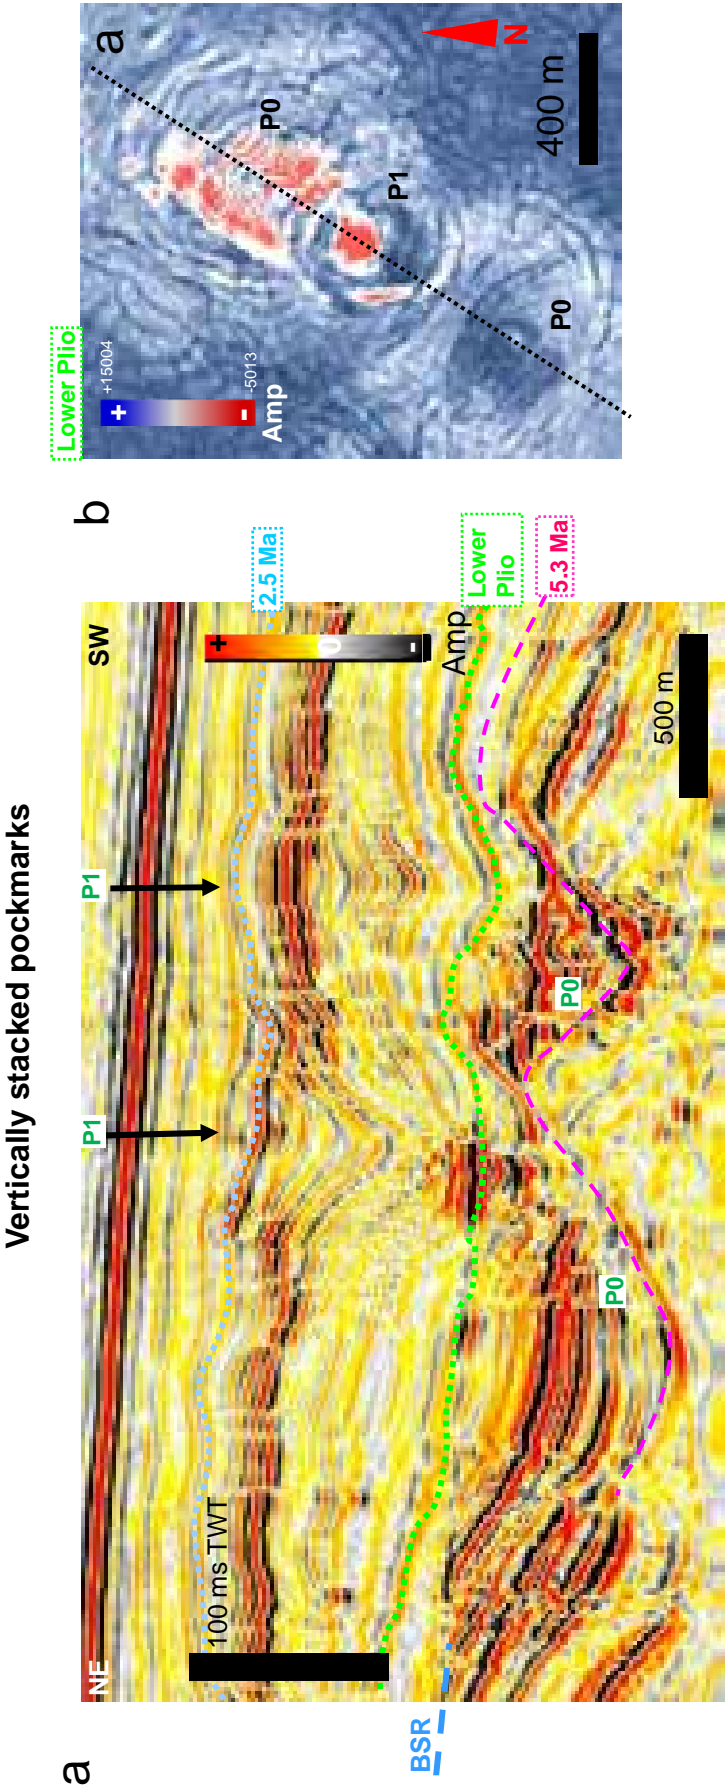 Vertically stacked pockmarks
a
NE
SW
P1
P1
2.5 Ma
+
0
-
Amp
100 ms TWT
Lower
Plio
5.3 Ma
BSR
P0
P0
500 m
b
Lower Plio
a
+15004
+
-
-5013
Amp
P0
P1
P0
N
400 m